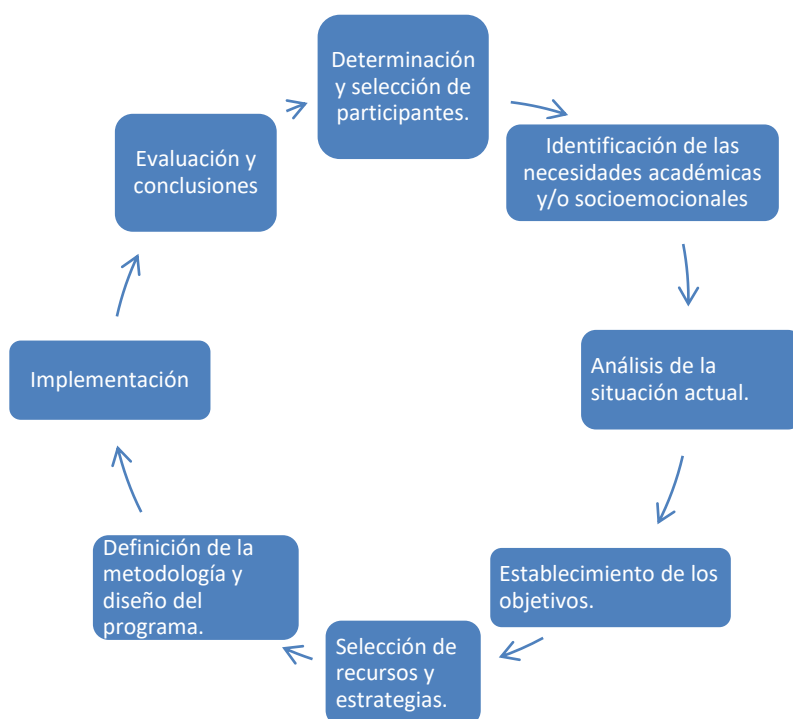 Determinación
y selección de
participantes.
Identificación de las
necesidades académicas
y/o socioemocionales
Análisis de la
situación actual.
Establecimiento de los
objetivos.
Selección de
recursos y
estrategias.
Definición de la
metodología y
diseño del
programa.
Implementación
Evaluación y
conclusiones